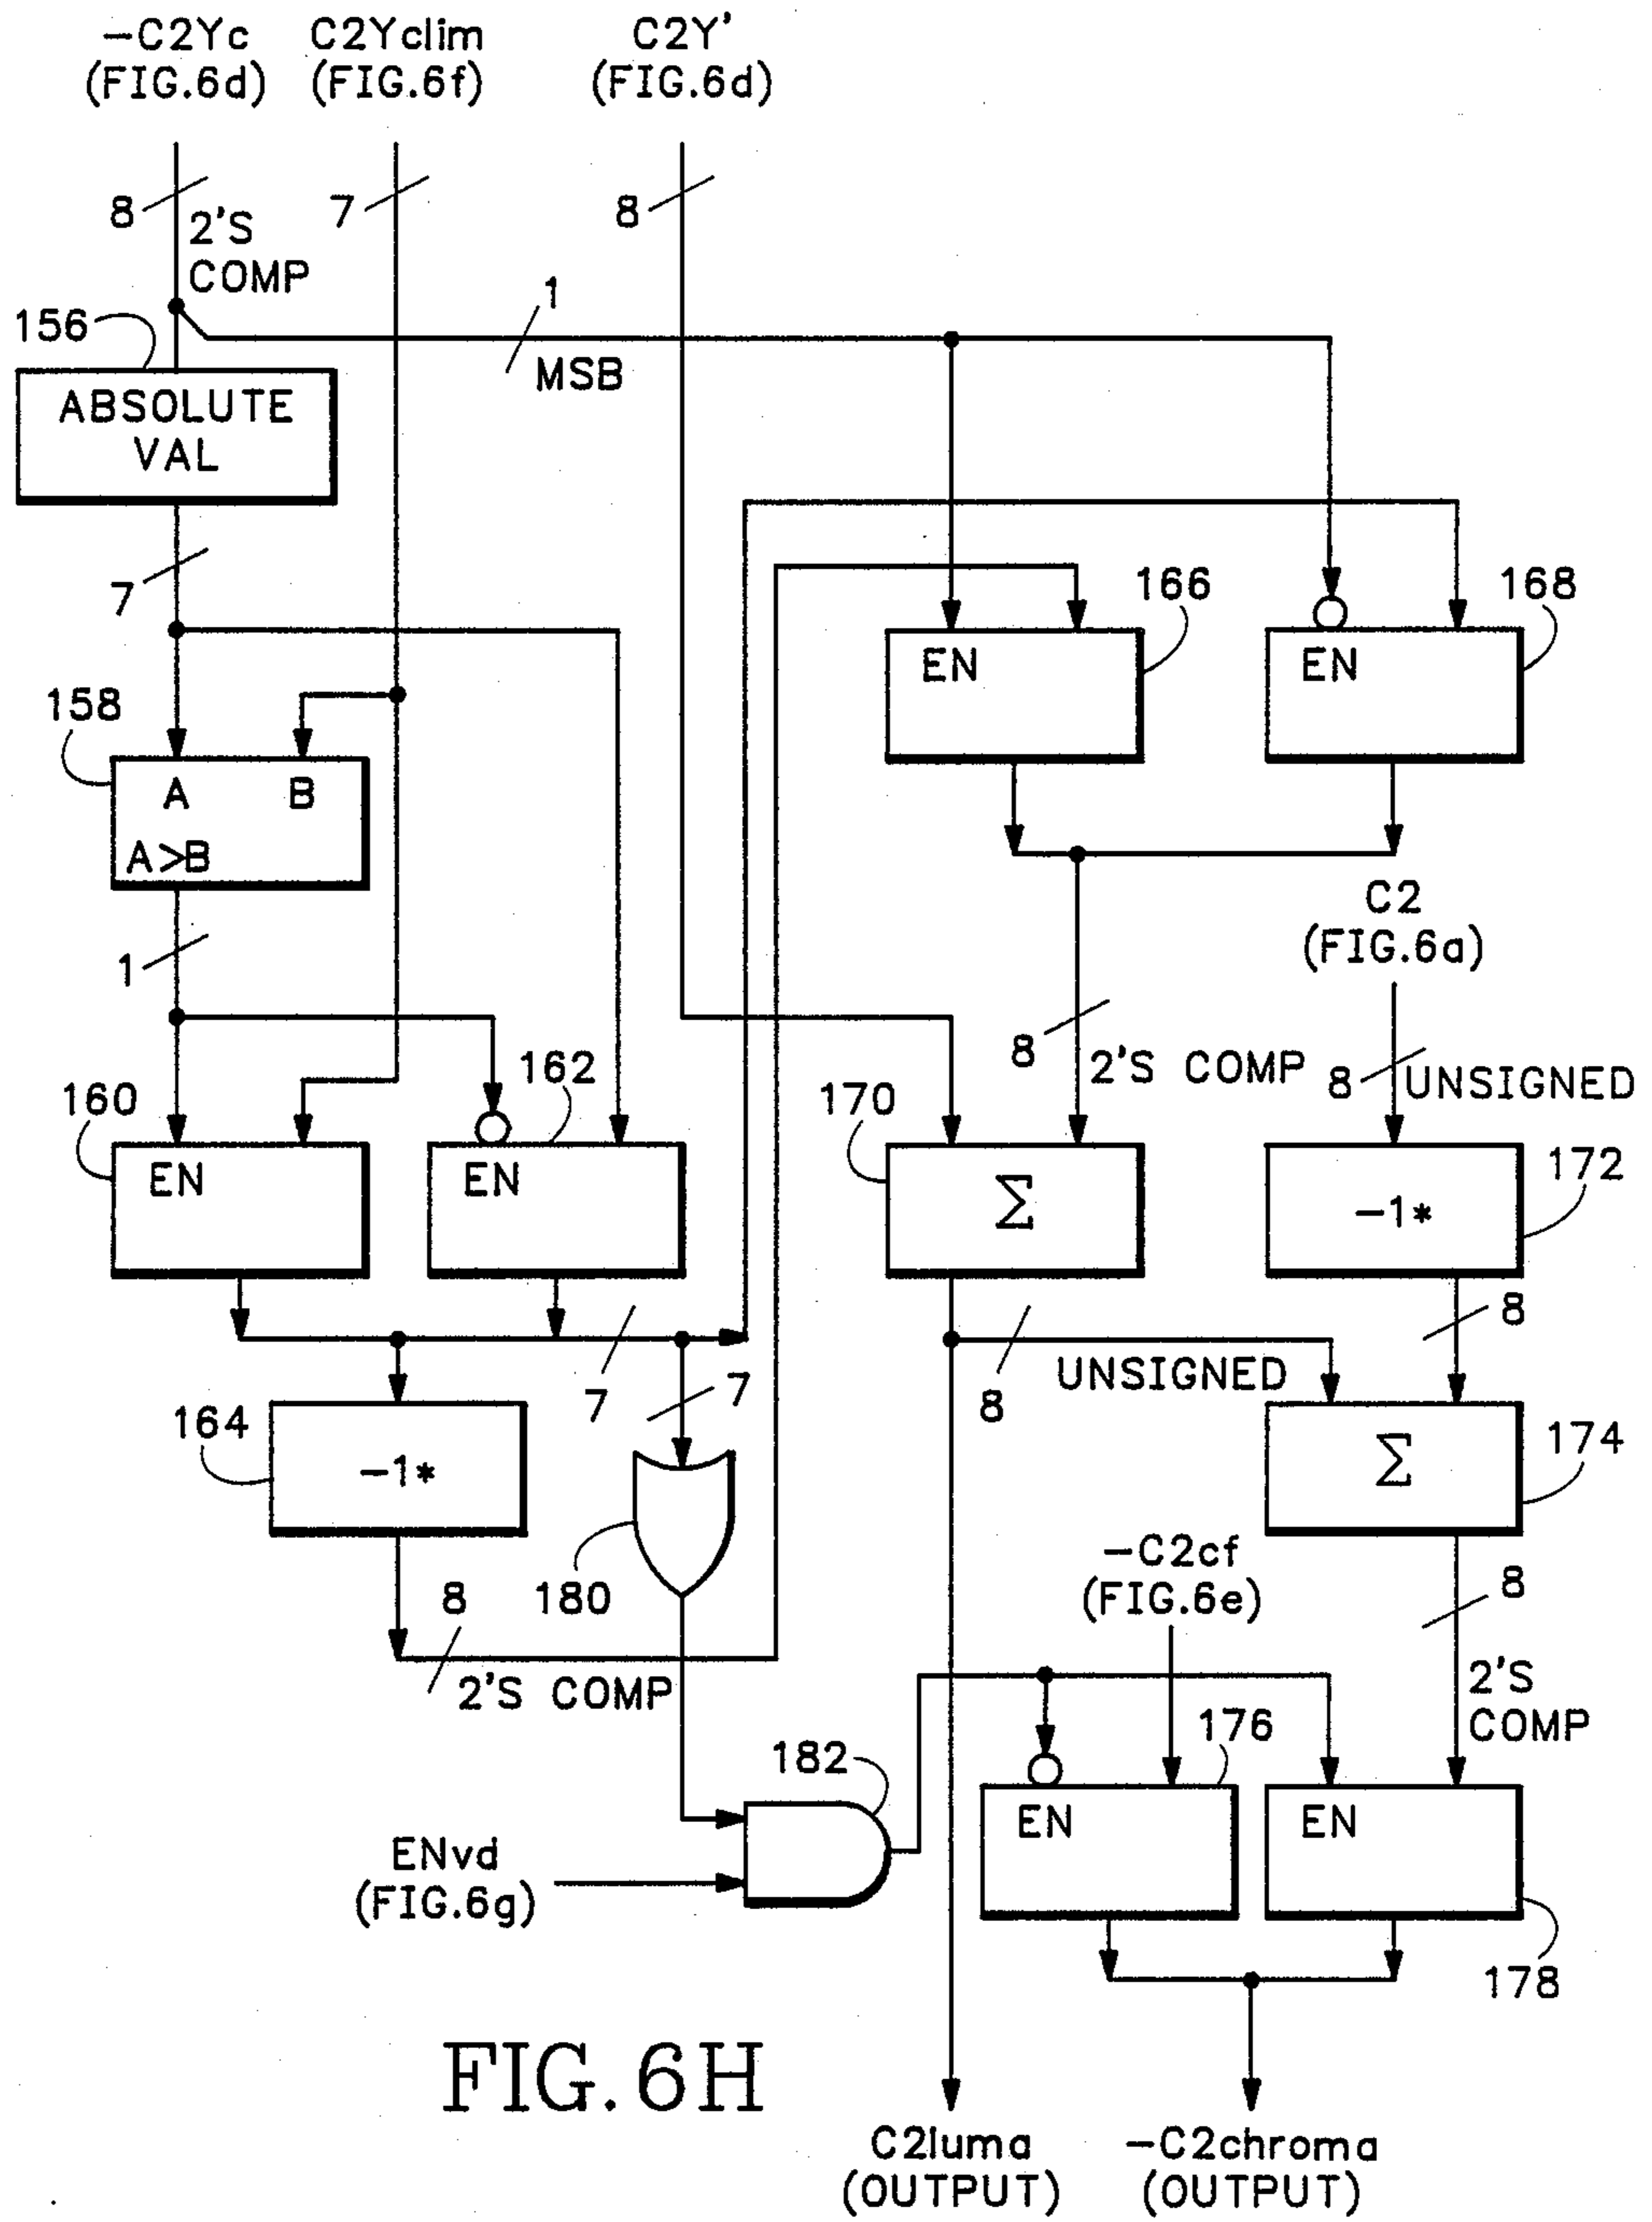 -C2Yc
(FIG.6d)
C2Yclim
(FIG.6f)
C2Y'
(FIG.6d)
8
2'S
COMP
7
8
1
MSB
156
ABSOLUTE
VAL
7
166
168
EN
EN
158
A B
A>B
C2
(FIG.6a)
1
8
2'S COMP
8
UNSIGNED
160
162
170
172
EN
EN
Σ
-1*
8
7
7
8
UNSIGNED
164
-1*
174
Σ
180
8
2'S COMP
-C2cf
(FIG.6e)
8
2'S
COMP
182
176
EN
EN
ENvd
(FIG.6g)
178
FIG. 6H
C2luma
(OUTPUT)
-C2chroma
(OUTPUT)